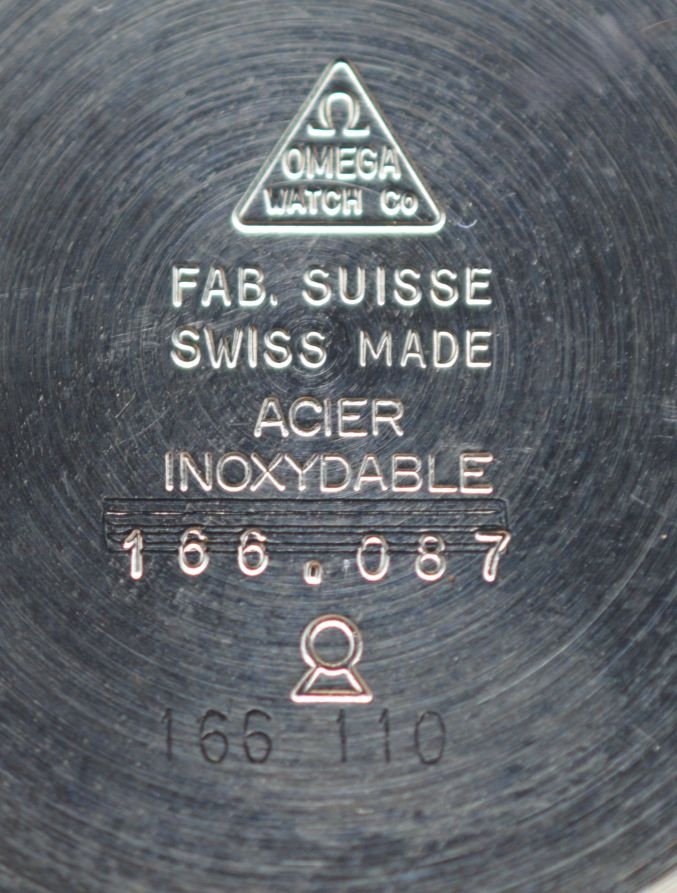 Ω
OMEGA
WATCH Co
FAB. SUISSE
SWISS MADE
ACIER
INOXYDABLE
166.087
166 110